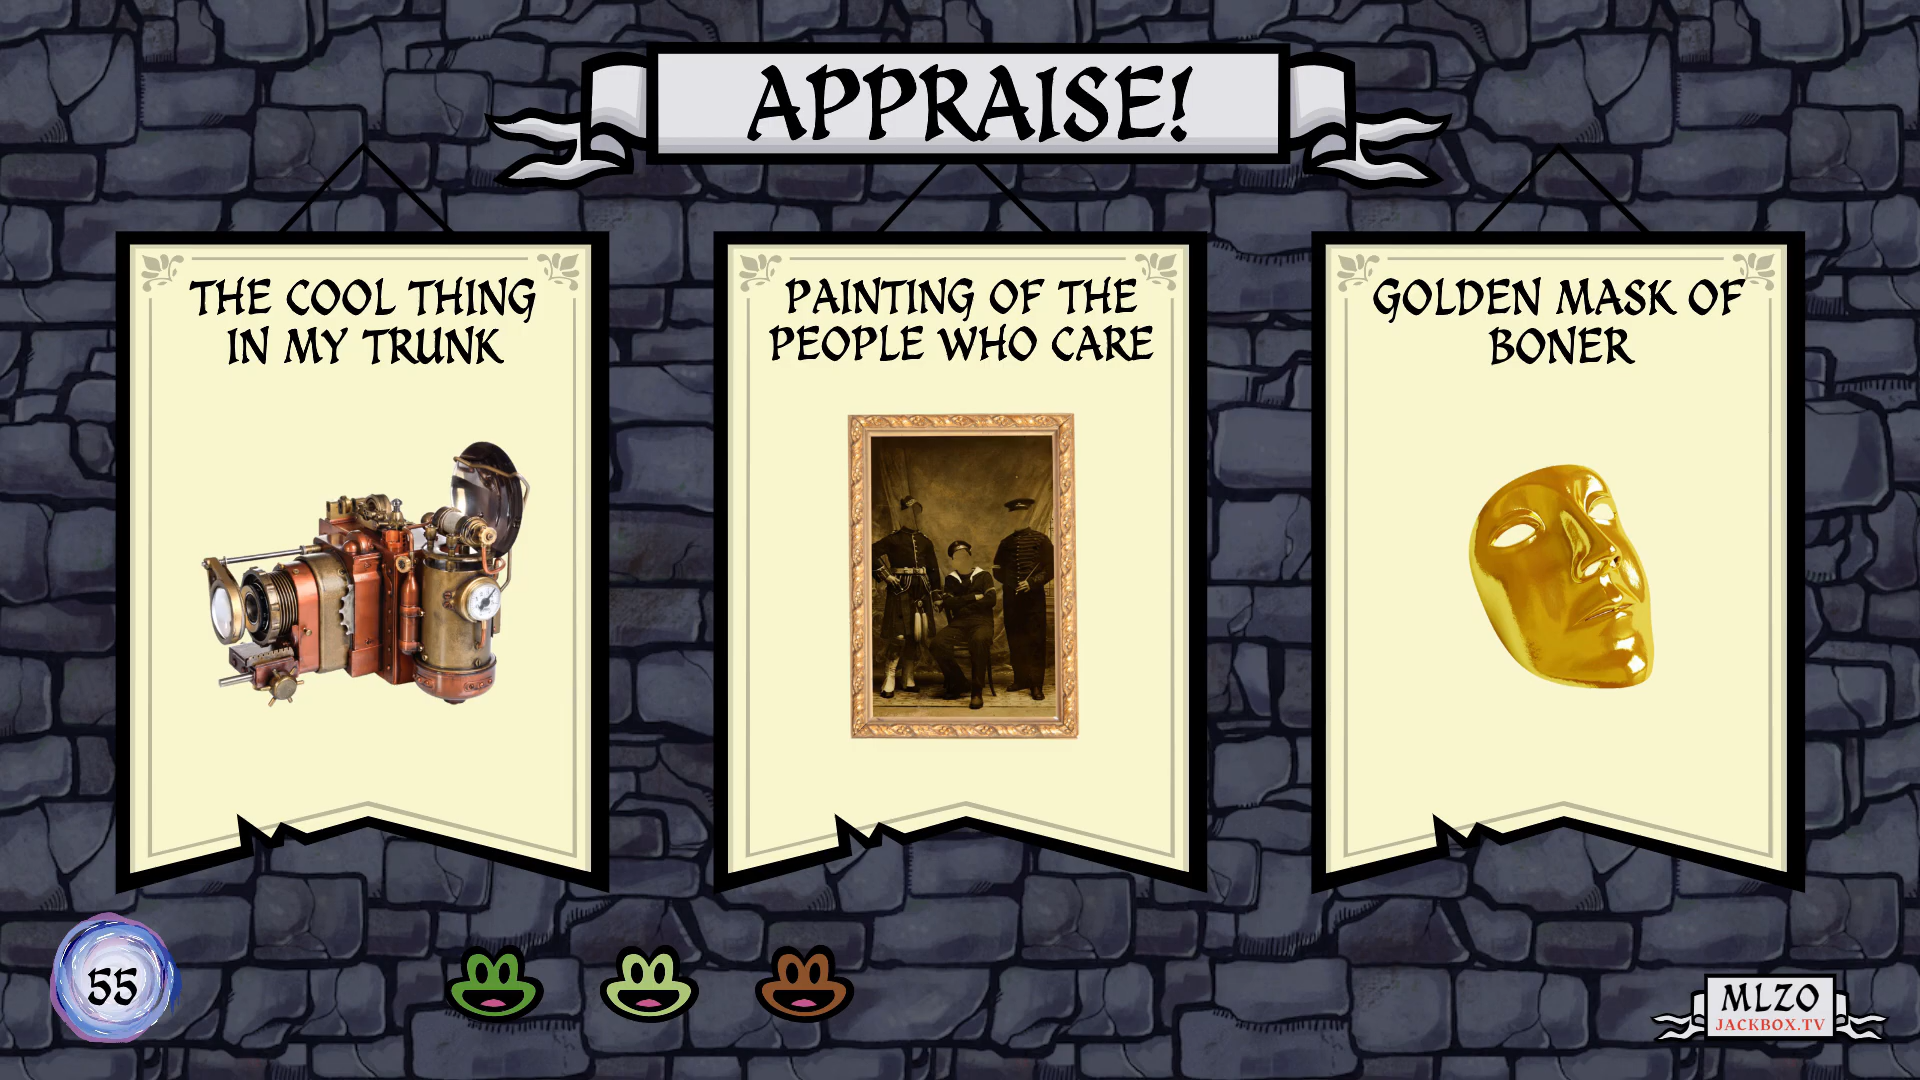 APPRAISE!
THE COOL THING
IN MY TRUNK
PAINTING OF THE
PEOPLE WHO CARE
GOLDEN MASK OF
BONER
55
MLZO
JACKBOX.TV